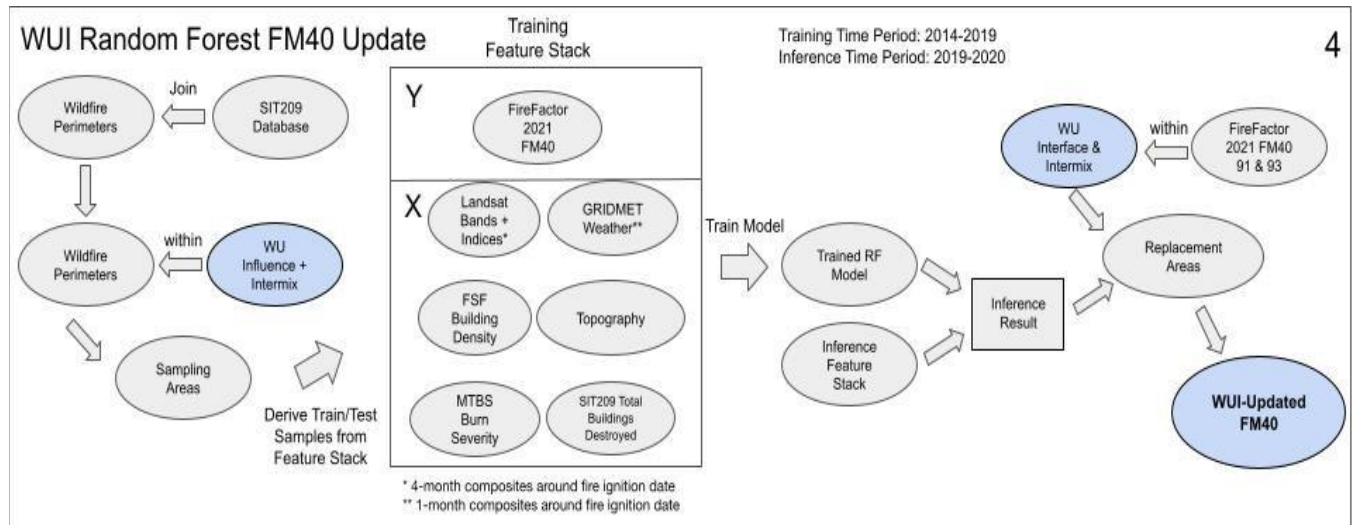 WUI Random Forest FM40 Update
Training
Feature Stack
Training Time Period: 2014-2019
Inference Time Period: 2019-2020
4
Wildfire
Perimeters
Join
SIT209
Database
Wildfire
Perimeters
within
WU
Influence +
Intermix
Sampling
Areas
Derive Train/Test
Samples from
Feature Stack
Y
FireFactor
2021
FM40
X
Landsat
Bands +
Indices*
GRIDMET
Weather**
FSF
Building
Density
Topography
MTBS
Burn
Severity
SIT209 Total
Buildings
Destroyed
* 4-month composites around fire ignition date
** 1-month composites around fire ignition date
Train Model
Trained RF
Model
Inference
Feature
Stack
Inference
Result
WU
Interface &
Intermix
within
FireFactor
2021 FM40
91 & 93
Replacement
Areas
WUI-Updated
FM40